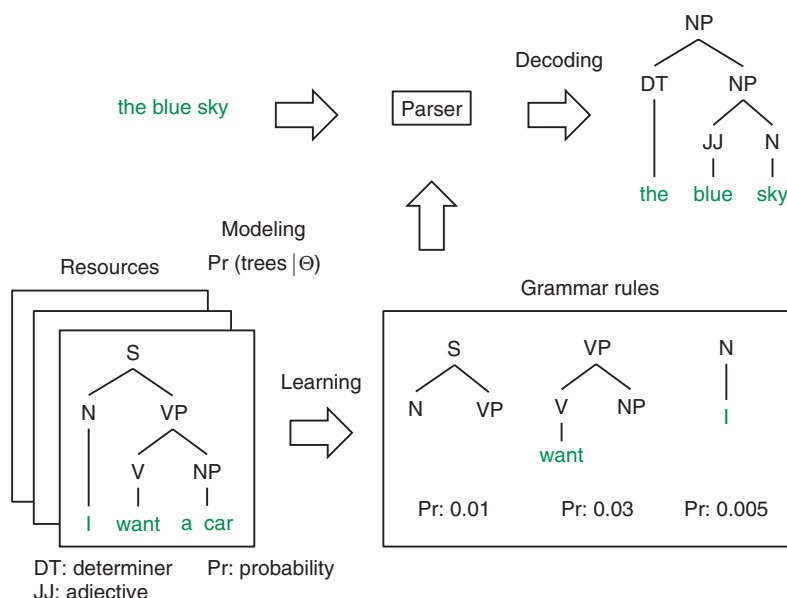 NP
Decoding
DT NP
the blue sky
Parser
JJ N
the blue sky
Modeling
Pr (trees |Θ)
Resources
Grammar rules
S
N VP
V NP
I want a car
Learning
S
N VP
VP
V NP
want
N
I
Pr: 0.01 Pr: 0.03 Pr: 0.005
DT: determiner Pr: probability
JJ: adjective